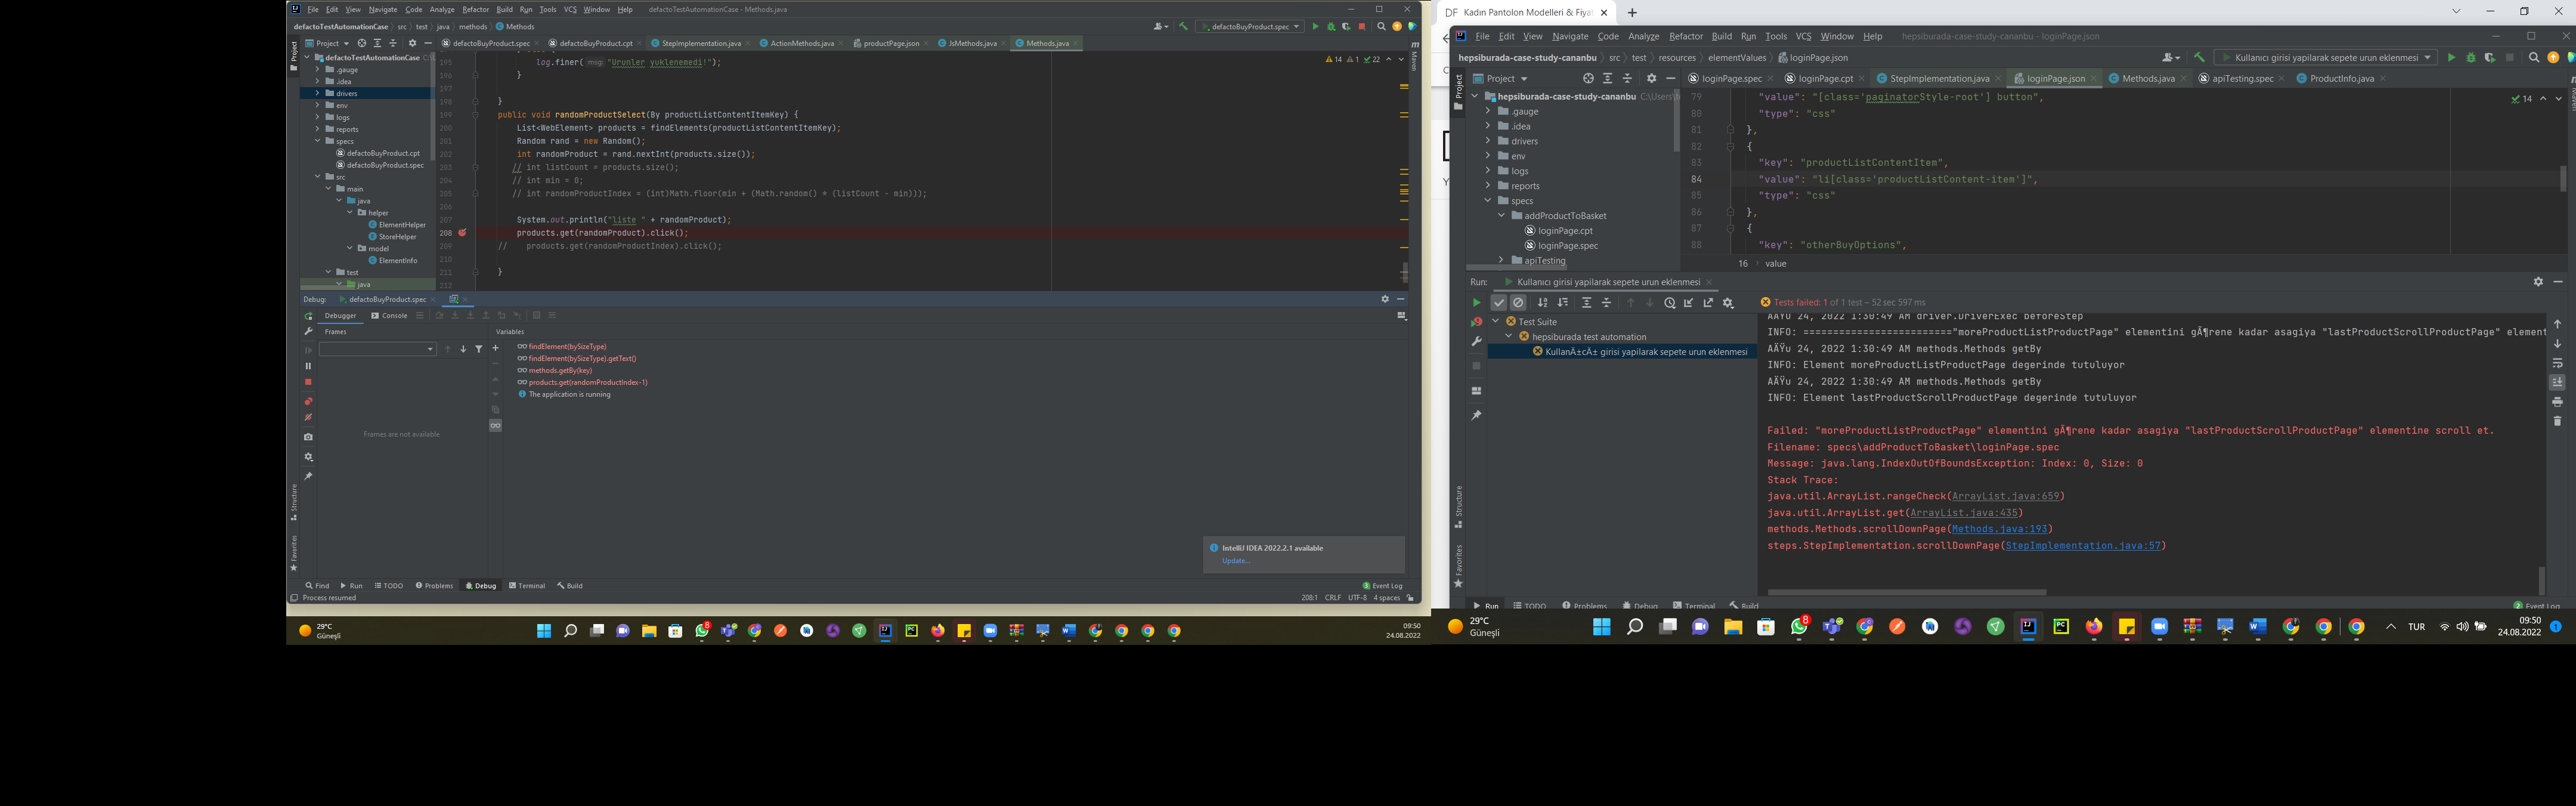 File Edit View Navigate Code Analyze Refactor Build Run Tools VCS Window Help defactoTestAutomationCase - Methods.java
defactoTestAutomationCase src test java methods Methods
defactoBuyProduct.spec
Project
defactoBuyProduct.spec defactoBuyProduct.cpt StepImplementation.java ActionMethods.java productPage.json JsMethods.java Methods.java
defactoTestAutomationCase
.gauge
.idea
drivers
env
logs
reports
specs
defactoBuyProduct.cpt
defactoBuyProduct.spec
src
main
java
helper
ElementHelper
StoreHelper
model
ElementInfo
test
java
14 1 22
195 log.finer( msg: "Urunler yuklenemedi!");
196 }
197
198 }
199 public void randomProductSelect(By productListContentItemKey) {
200 List<WebElement> products = findElements(productListContentItemKey);
201 Random rand = new Random();
202 int randomProduct = rand.nextInt(products.size());
203 // int listCount = products.size();
204 // int min = 0;
205 // int randomProductIndex = (int)Math.floor(min + (Math.random() * (listCount - min)));
206
207 System.out.println("liste " + randomProduct);
208 products.get(randomProduct).click();
209 // products.get(randomProductIndex).click();
210
211 }
212
Maven
Debug: defactoBuyProduct.spec
Debugger Console
Frames Variables
findElement(bySizeType)
findElement(bySizeType).getText()
methods.getBy(key)
products.get(randomProductIndex-1)
The application is running
Frames are not available
Structure
Favorites
IntelliJ IDEA 2022.2.1 available
Update...
Find Run TODO Problems Debug Terminal Build Event Log
Process resumed 208:1 CRLF UTF-8 4 spaces
29°C
Güneşli
8
09:50
24.08.2022
DF Kadın Pantolon Modelleri & Fiya
File Edit View Navigate Code Analyze Refactor Build Run Tools VCS Window Help hepsiburada-case-study-cananbu - loginPage.json
hepsiburada-case-study-cananbu src test resources elementValues loginPage.json
Kullanıcı girisi yapilarak sepete urun eklenmesi
Project
loginPage.spec loginPage.cpt StepImplementation.java loginPage.json Methods.java apiTesting.spec ProductInfo.java
hepsiburada-case-study-cananbu C:\Users\
.gauge
.idea
drivers
env
logs
reports
specs
addProductToBasket
loginPage.cpt
loginPage.spec
apiTesting
14
79 "value": "[class='paginatorStyle-root'] button",
80 "type": "css"
81 },
82 {
83 "key": "productListContentItem",
84 "value": "li[class='productListContent-item']",
85 "type": "css"
86 },
87 {
88 "key": "otherBuyOptions",
16 value
Run: Kullanıcı girisi yapilarak sepete urun eklenmesi
Tests failed: 1 of 1 test – 52 sec 597 ms
Test Suite
hepsiburada test automation
KullanÄ±cÄ± girisi yapilarak sepete urun eklenmesi
AÄŸu 24, 2022 1:30:49 AM driver.DriverExec beforeStep
INFO: ========================="moreProductListProductPage" elementini gÃ¶rene kadar asagiya "lastProductScrollProductPage" element
AÄŸu 24, 2022 1:30:49 AM methods.Methods getBy
INFO: Element moreProductListProductPage degerinde tutuluyor
AÄŸu 24, 2022 1:30:49 AM methods.Methods getBy
INFO: Element lastProductScrollProductPage degerinde tutuluyor
Failed: "moreProductListProductPage" elementini gÃ¶rene kadar asagiya "lastProductScrollProductPage" elementine scroll et.
Filename: specs\addProductToBasket\loginPage.spec
Message: java.lang.IndexOutOfBoundsException: Index: 0, Size: 0
Stack Trace:
java.util.ArrayList.rangeCheck(ArrayList.java:659)
java.util.ArrayList.get(ArrayList.java:435)
methods.Methods.scrollDownPage(Methods.java:193)
steps.StepImplementation.scrollDownPage(StepImplementation.java:57)
Structure
Favorites
Run TODO Problems Debug Terminal Build Event Log
29°C
Güneşli
8
TUR
09:50
24.08.2022
1